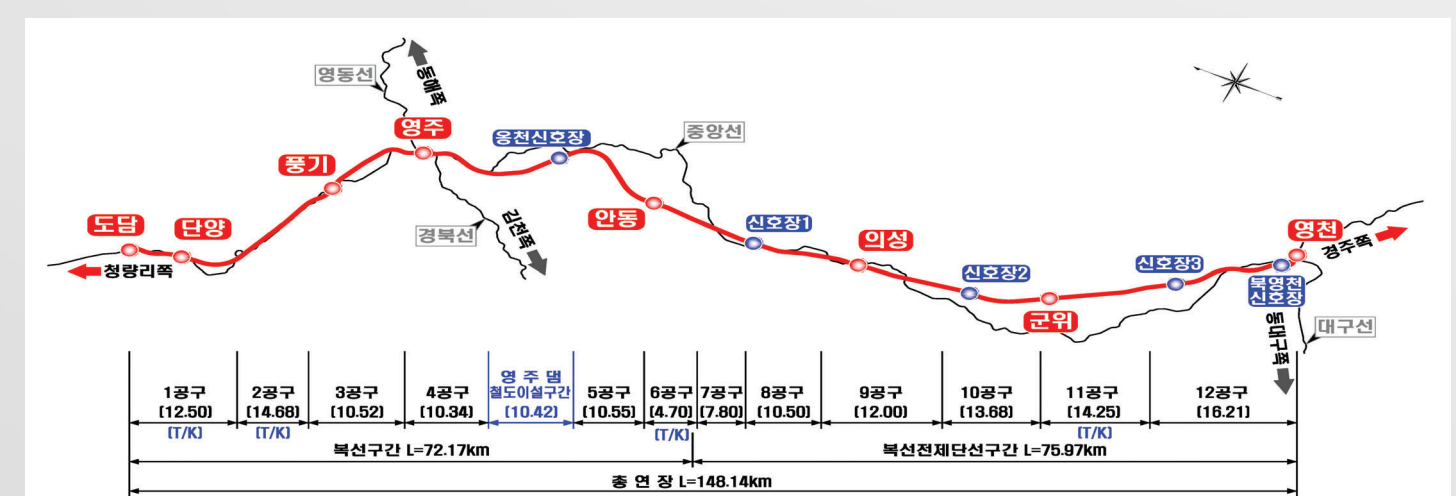 영동선
동해쪽
영주
웅천신호장
중앙선
풍기
안동
도담
단양
경북선
김천쪽
신호장1
의성
영천
경주쪽
청량리쪽
신호장2
신호장3
북영천
신호장
군위
대구선
동대구쪽
1공구
(12.50)
(T/K)
2공구
(14.68)
(T/K)
3공구
(10.52)
4공구
(10.34)
영 주 댐
철도이설구간
(10.42)
5공구
(10.55)
6공구
(4.70)
(T/K)
7공구
(7.80)
8공구
(10.50)
9공구
(12.00)
10공구
(13.68)
11공구
(14.25)
(T/K)
12공구
(16.21)
복선구간 L=72.17km
복선전제단선구간 L=75.97km
총 연 장 L=148.14km